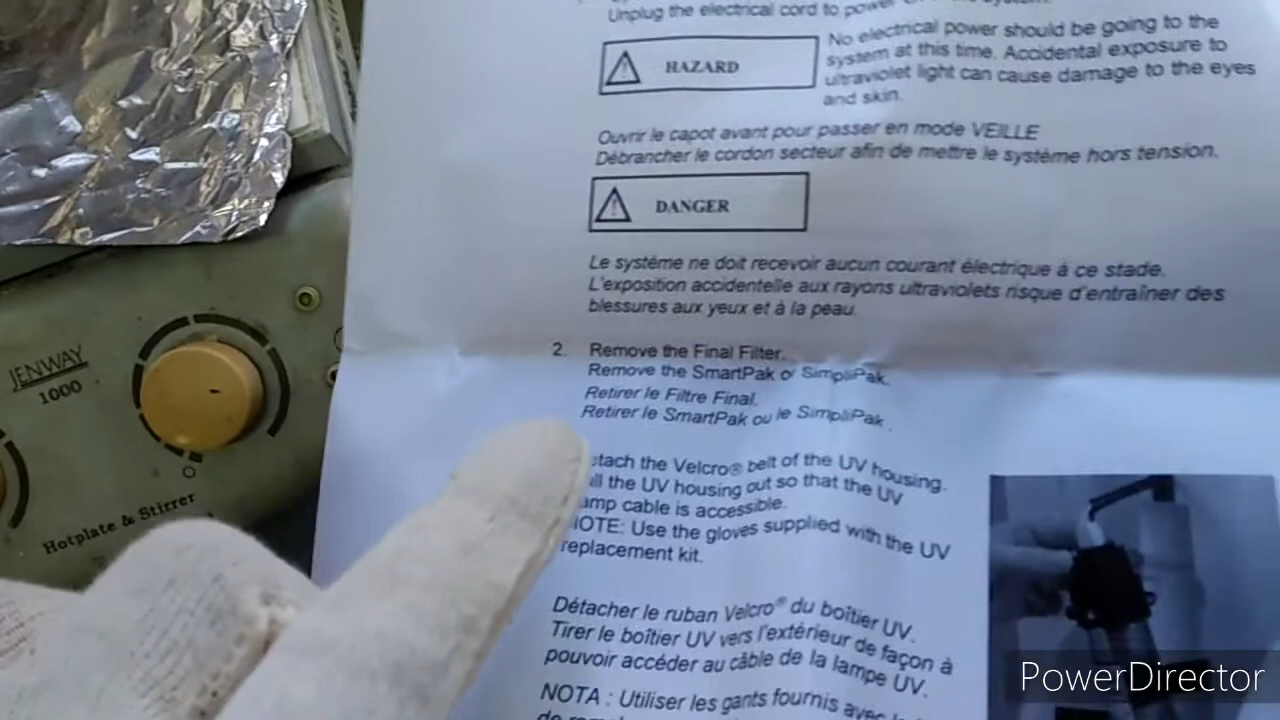 Unplug the electrical cord to power
No electrical power should be going to the
system at this time. Accidental exposure to
ultraviolet light can cause damage to the eyes
and skin.
HAZARD
Ouvrir le capot avant pour passer en mode VEILLE
Débrancher le cordon secteur afin de mettre le système hors tension.
DANGER
Le système ne doit recevoir aucun courant électrique à ce stade.
L'exposition accidentelle aux rayons ultraviolets risque d'entraîner des
blessures aux yeux et à la peau.
2. Remove the Final Filter.
Remove the SmartPak or SimpliPak.
Retirer le Filtre Final.
Retirer le SmartPak ou le SimpliPak.
tach the Velcro® belt of the UV housing.
ll the UV housing out so that the UV
amp cable is accessible.
OTE: Use the gloves supplied with the UV
replacement kit.
Détacher le ruban Velcro® du boîtier UV.
Tirer le boîtier UV vers l'extérieur de façon à
pouvoir accéder au câble de la lampe UV.
NOTA : Utiliser les gants fournis avec
JENWAY
1000
Hotplate & Stirrer
PowerDirector